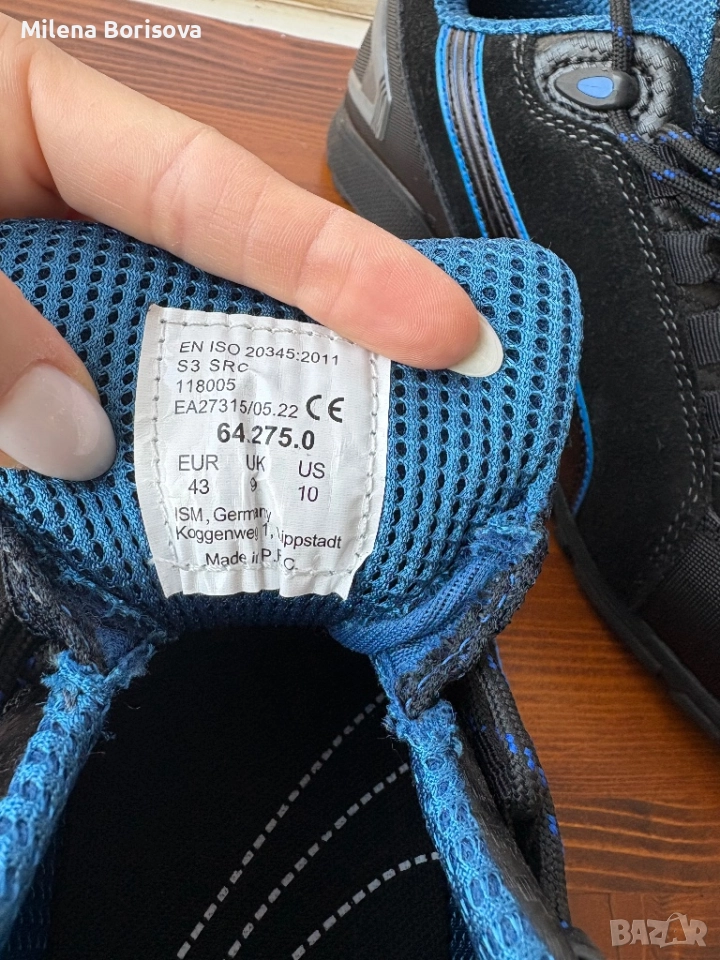 Milena Borisova
EN ISO 20345:2011
S3 SRC
118005
EA27315/05.22 CE
64.275.0
EUR UK US
43 9 10
ISM, Germany
Koggenweg 1, Lippstadt
Made in P.R.C.
BAZAR